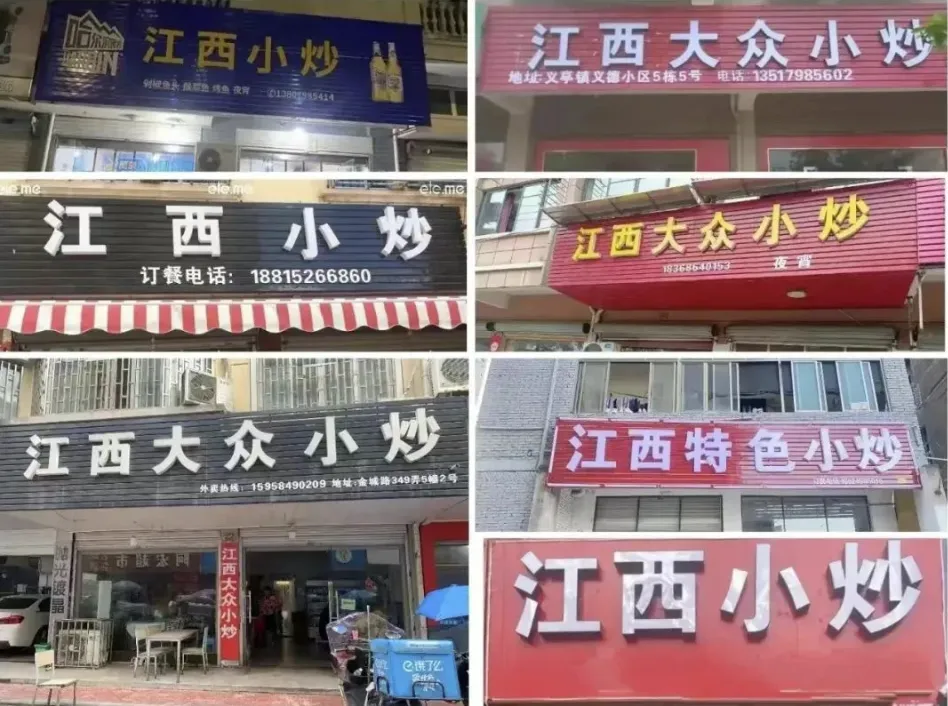 江西小炒
江西大众小炒
地址:义亭镇义德小区5栋5号 电话:13517985602
ele.me
ele.me
ele.me
江西小炒
订餐电话: 18815266860
江西大众小炒
18368640153 夜宵
江西大众小炒
外卖热线: 15958490209 地址:金城路349弄5幢2号
江西大众小炒
饿了么
江西特色小炒
江西小炒